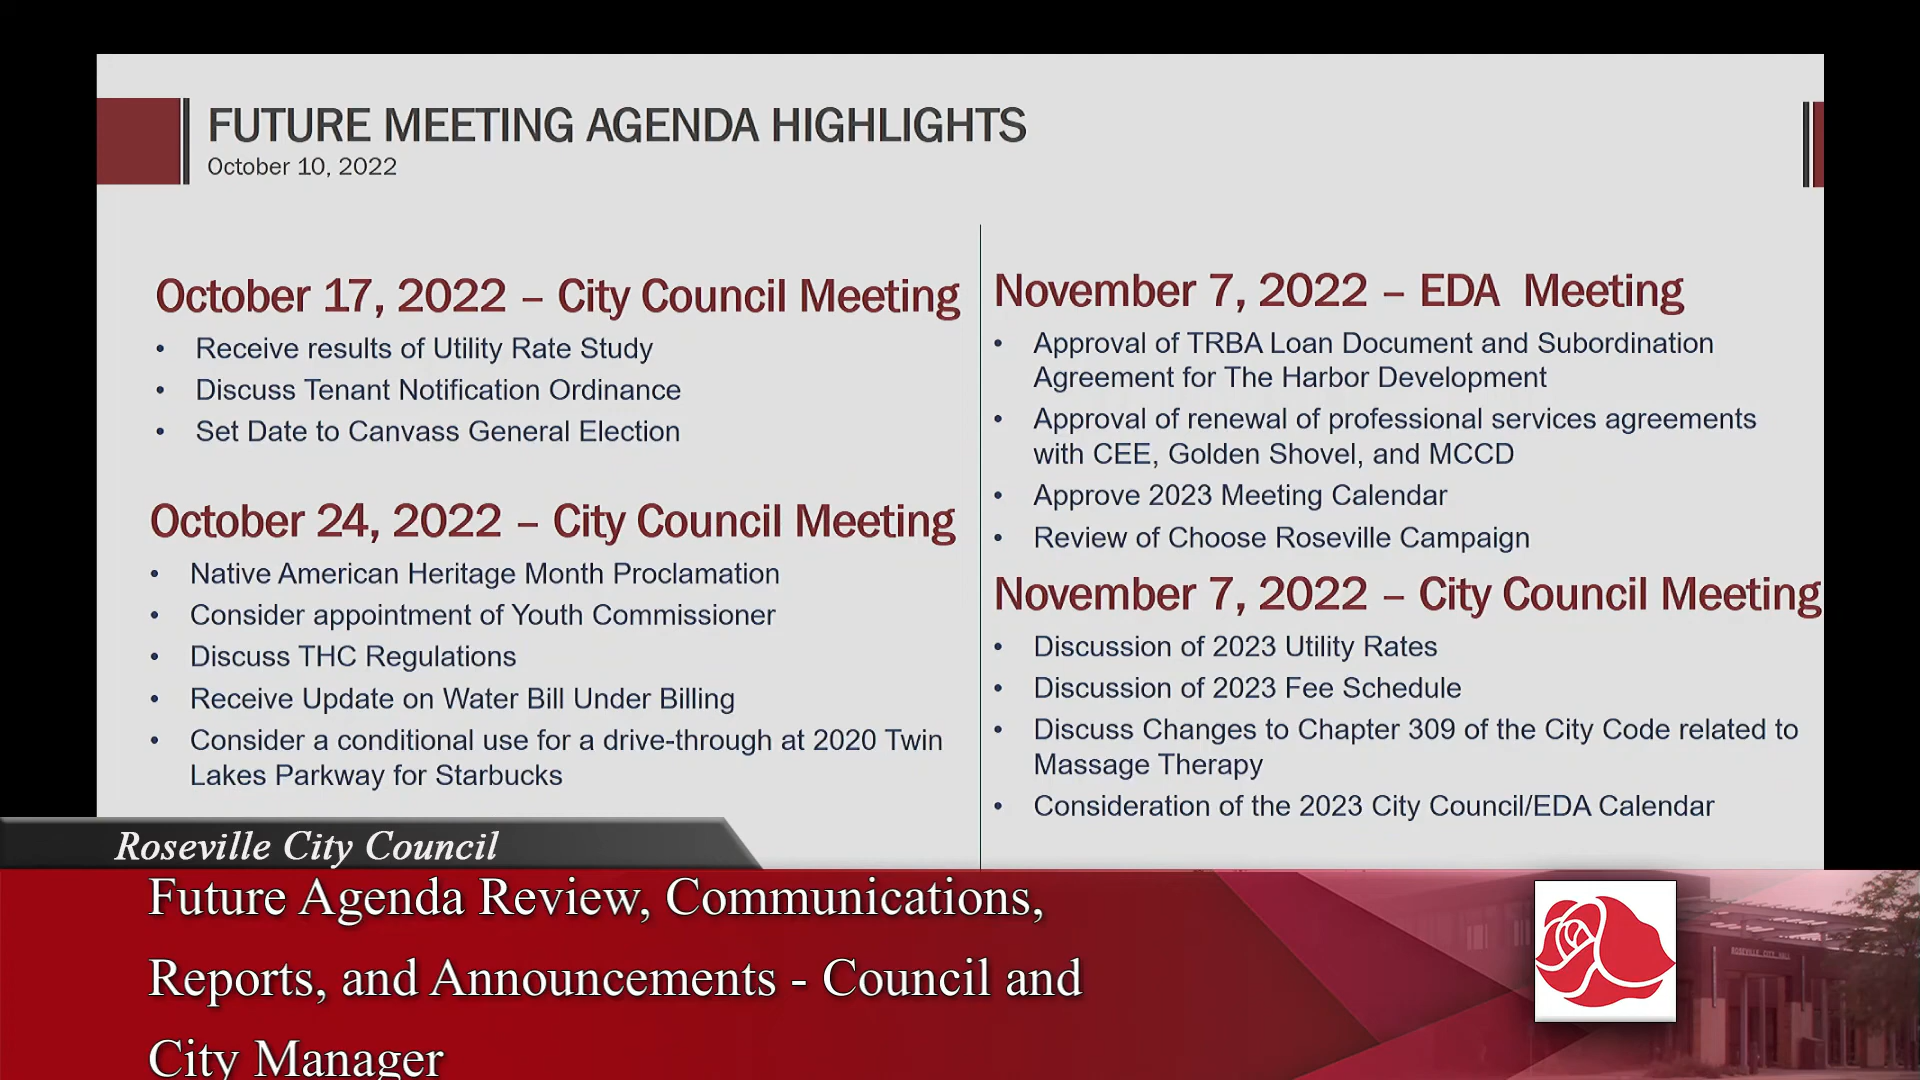 FUTURE MEETING AGENDA HIGHLIGHTS
October 10, 2022
October 17, 2022 – City Council Meeting
• Receive results of Utility Rate Study
• Discuss Tenant Notification Ordinance
• Set Date to Canvass General Election
October 24, 2022 – City Council Meeting
• Native American Heritage Month Proclamation
• Consider appointment of Youth Commissioner
• Discuss THC Regulations
• Receive Update on Water Bill Under Billing
• Consider a conditional use for a drive-through at 2020 Twin
Lakes Parkway for Starbucks
November 7, 2022 – EDA Meeting
• Approval of TRBA Loan Document and Subordination
Agreement for The Harbor Development
• Approval of renewal of professional services agreements
with CEE, Golden Shovel, and MCCD
• Approve 2023 Meeting Calendar
• Review of Choose Roseville Campaign
November 7, 2022 – City Council Meeting
• Discussion of 2023 Utility Rates
• Discussion of 2023 Fee Schedule
• Discuss Changes to Chapter 309 of the City Code related to
Massage Therapy
• Consideration of the 2023 City Council/EDA Calendar
Roseville City Council
Future Agenda Review, Communications,
Reports, and Announcements - Council and
City Manager
ROSEVILLE CITY HALL